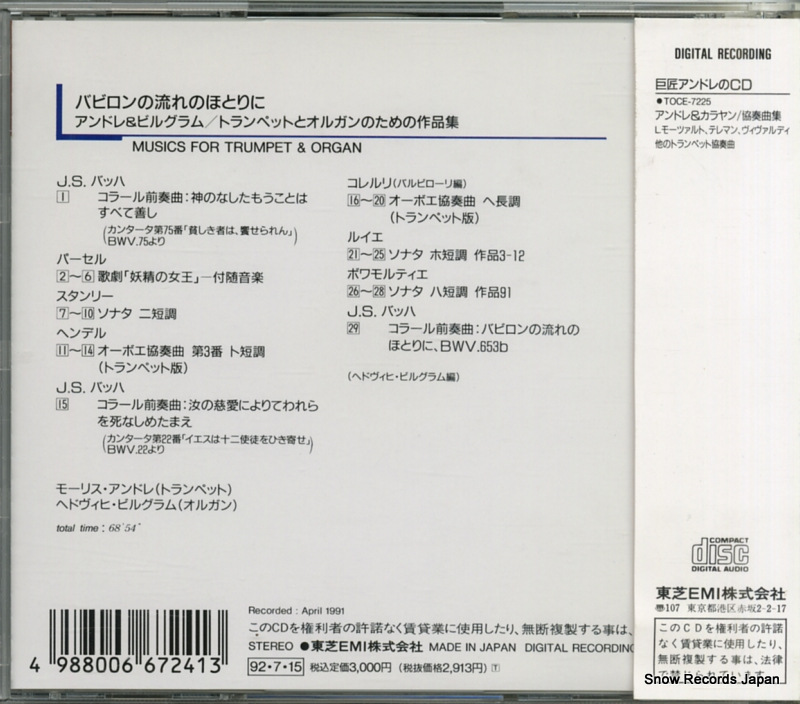 バビロンの流れのほとりに
アンドレ&ビルグラム/トランペットとオルガンのための作品集
MUSICS FOR TRUMPET & ORGAN
J.S. バッハ
1 コラール前奏曲:神のなしたもうことは
すべて善し
(カンタータ第75番「貧しき者は、饗せられん」
BWV.75より)
パーセル
2〜6 歌劇「妖精の女王」—付随音楽
スタンリー
7〜10 ソナタ ニ短調
ヘンデル
11〜14 オーボエ協奏曲 第3番 ト短調
(トランペット版)
J.S. バッハ
15 コラール前奏曲:汝の慈愛によりてわれら
を死なしめたまえ
(カンタータ第22番「イエスは十二使徒をひき寄せ」
BWV.22より)
モーリス・アンドレ(トランペット)
ヘドヴィヒ・ビルグラム(オルガン)
total time : 68'54"
コレルリ(バルビローリ編)
16〜20 オーボエ協奏曲 ヘ長調
(トランペット版)
ルイエ
21〜25 ソナタ ホ短調 作品3-12
ボワモルティエ
26〜28 ソナタ ハ短調 作品91
J.S. バッハ
29 コラール前奏曲:バビロンの流れの
ほとりに、BWV.653b
(ヘドヴィヒ・ビルグラム編)
4 988006 672413
Recorded : April 1991
このCDを権利者の許諾なく賃貸業に使用したり、無断複製する事は、
STEREO ●東芝EMI株式会社 MADE IN JAPAN DIGITAL RECORDING
92・7・15 税込定価3,000円 (税抜価格2,913円) T
DIGITAL RECORDING
巨匠アンドレのCD
●TOCE-7225
アンドレ&カラヤン/協奏曲集
L.モーツァルト、テレマン、ヴィヴァルディ
他のトランペット協奏曲
COMPACT
disc
DIGITAL AUDIO
東芝EMI株式会社
〠107 東京都港区赤坂2-2-17
このCDを権利者の許諾
なく賃貸業に使用したり、
無断複製する事は、法律
で禁じられています。
Snow Records Japan